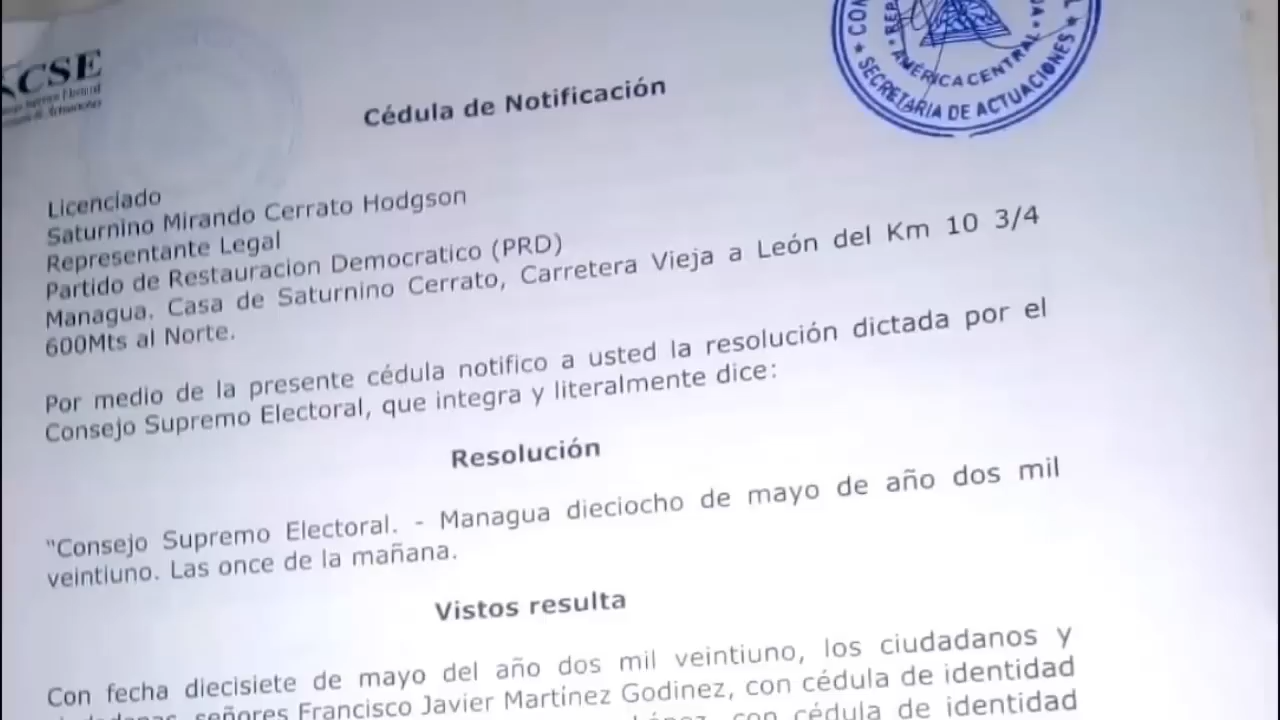 CSE
Cédula de Notificación
SECRETARIA DE ACTUACIONES
AMÉRICA CENTRAL
Licenciado
Saturnino Mirando Cerrato Hodgson
Representante Legal
Partido de Restauracion Democratico (PRD)
Managua. Casa de Saturnino Cerrato, Carretera Vieja a León del Km 10 3/4
600Mts al Norte.
Por medio de la presente cédula notifico a usted la resolución dictada por el
Consejo Supremo Electoral, que integra y literalmente dice:
Resolución
"Consejo Supremo Electoral. - Managua dieciocho de mayo de año dos mil
veintiuno. Las once de la mañana.
Vistos resulta
Con fecha diecisiete de mayo del año dos mil veintiuno, los ciudadanos y
señores Francisco Javier Martínez Godinez, con cédula de identidad
con cédula de identidad